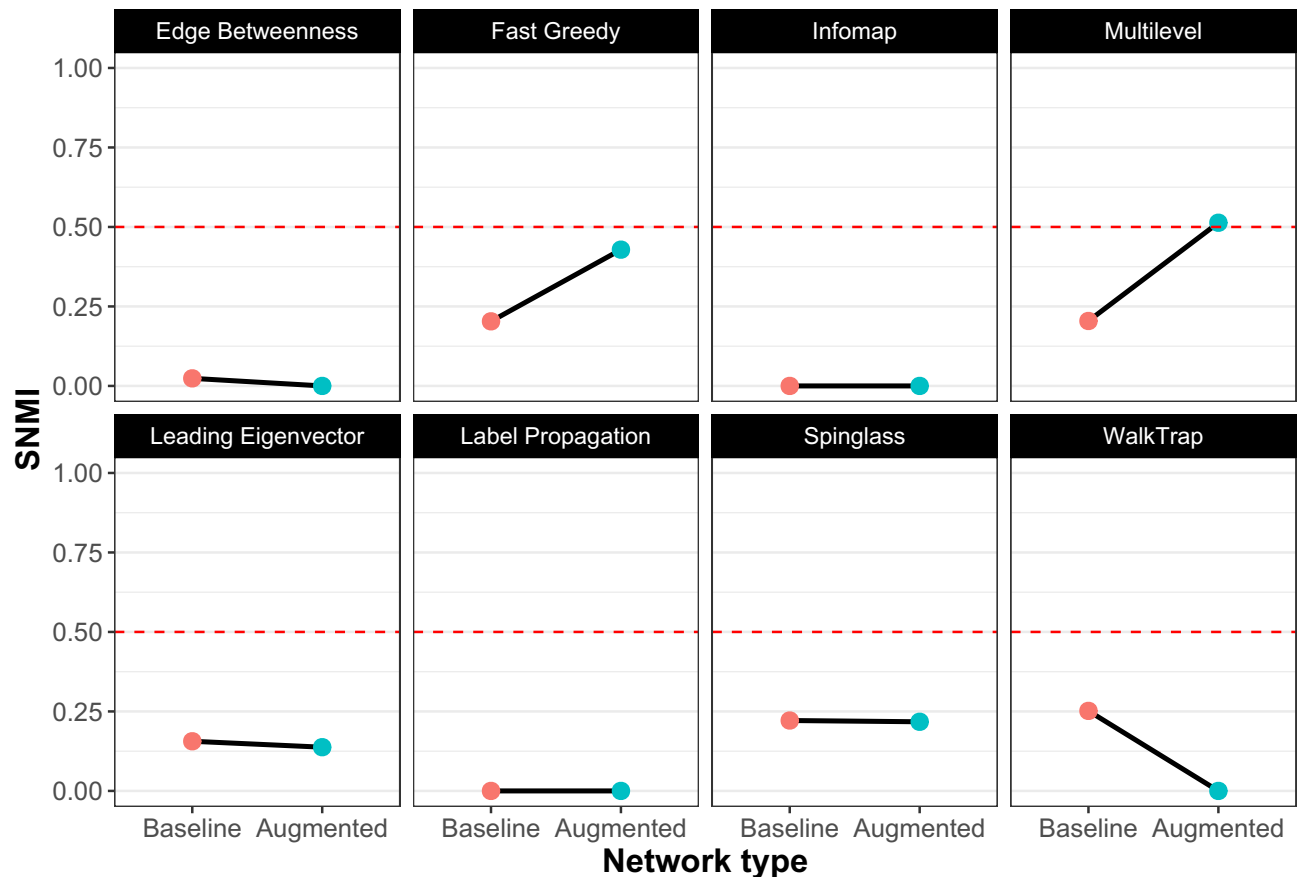 Edge Betweenness
Fast Greedy
Infomap
Multilevel
1.00
0.75
0.50
0.25
0.00
SNMI
Leading Eigenvector
Label Propagation
Spinglass
WalkTrap
1.00
0.75
0.50
0.25
0.00
Baseline Augmented
Baseline Augmented
Baseline Augmented
Baseline Augmented
Network type